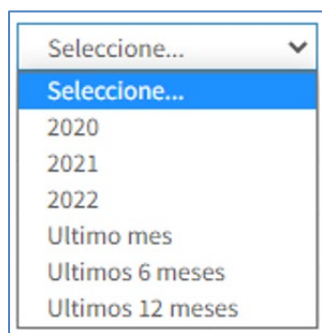 Seleccione...
Seleccione...
2020
2021
2022
Ultimo mes
Ultimos 6 meses
Ultimos 12 meses